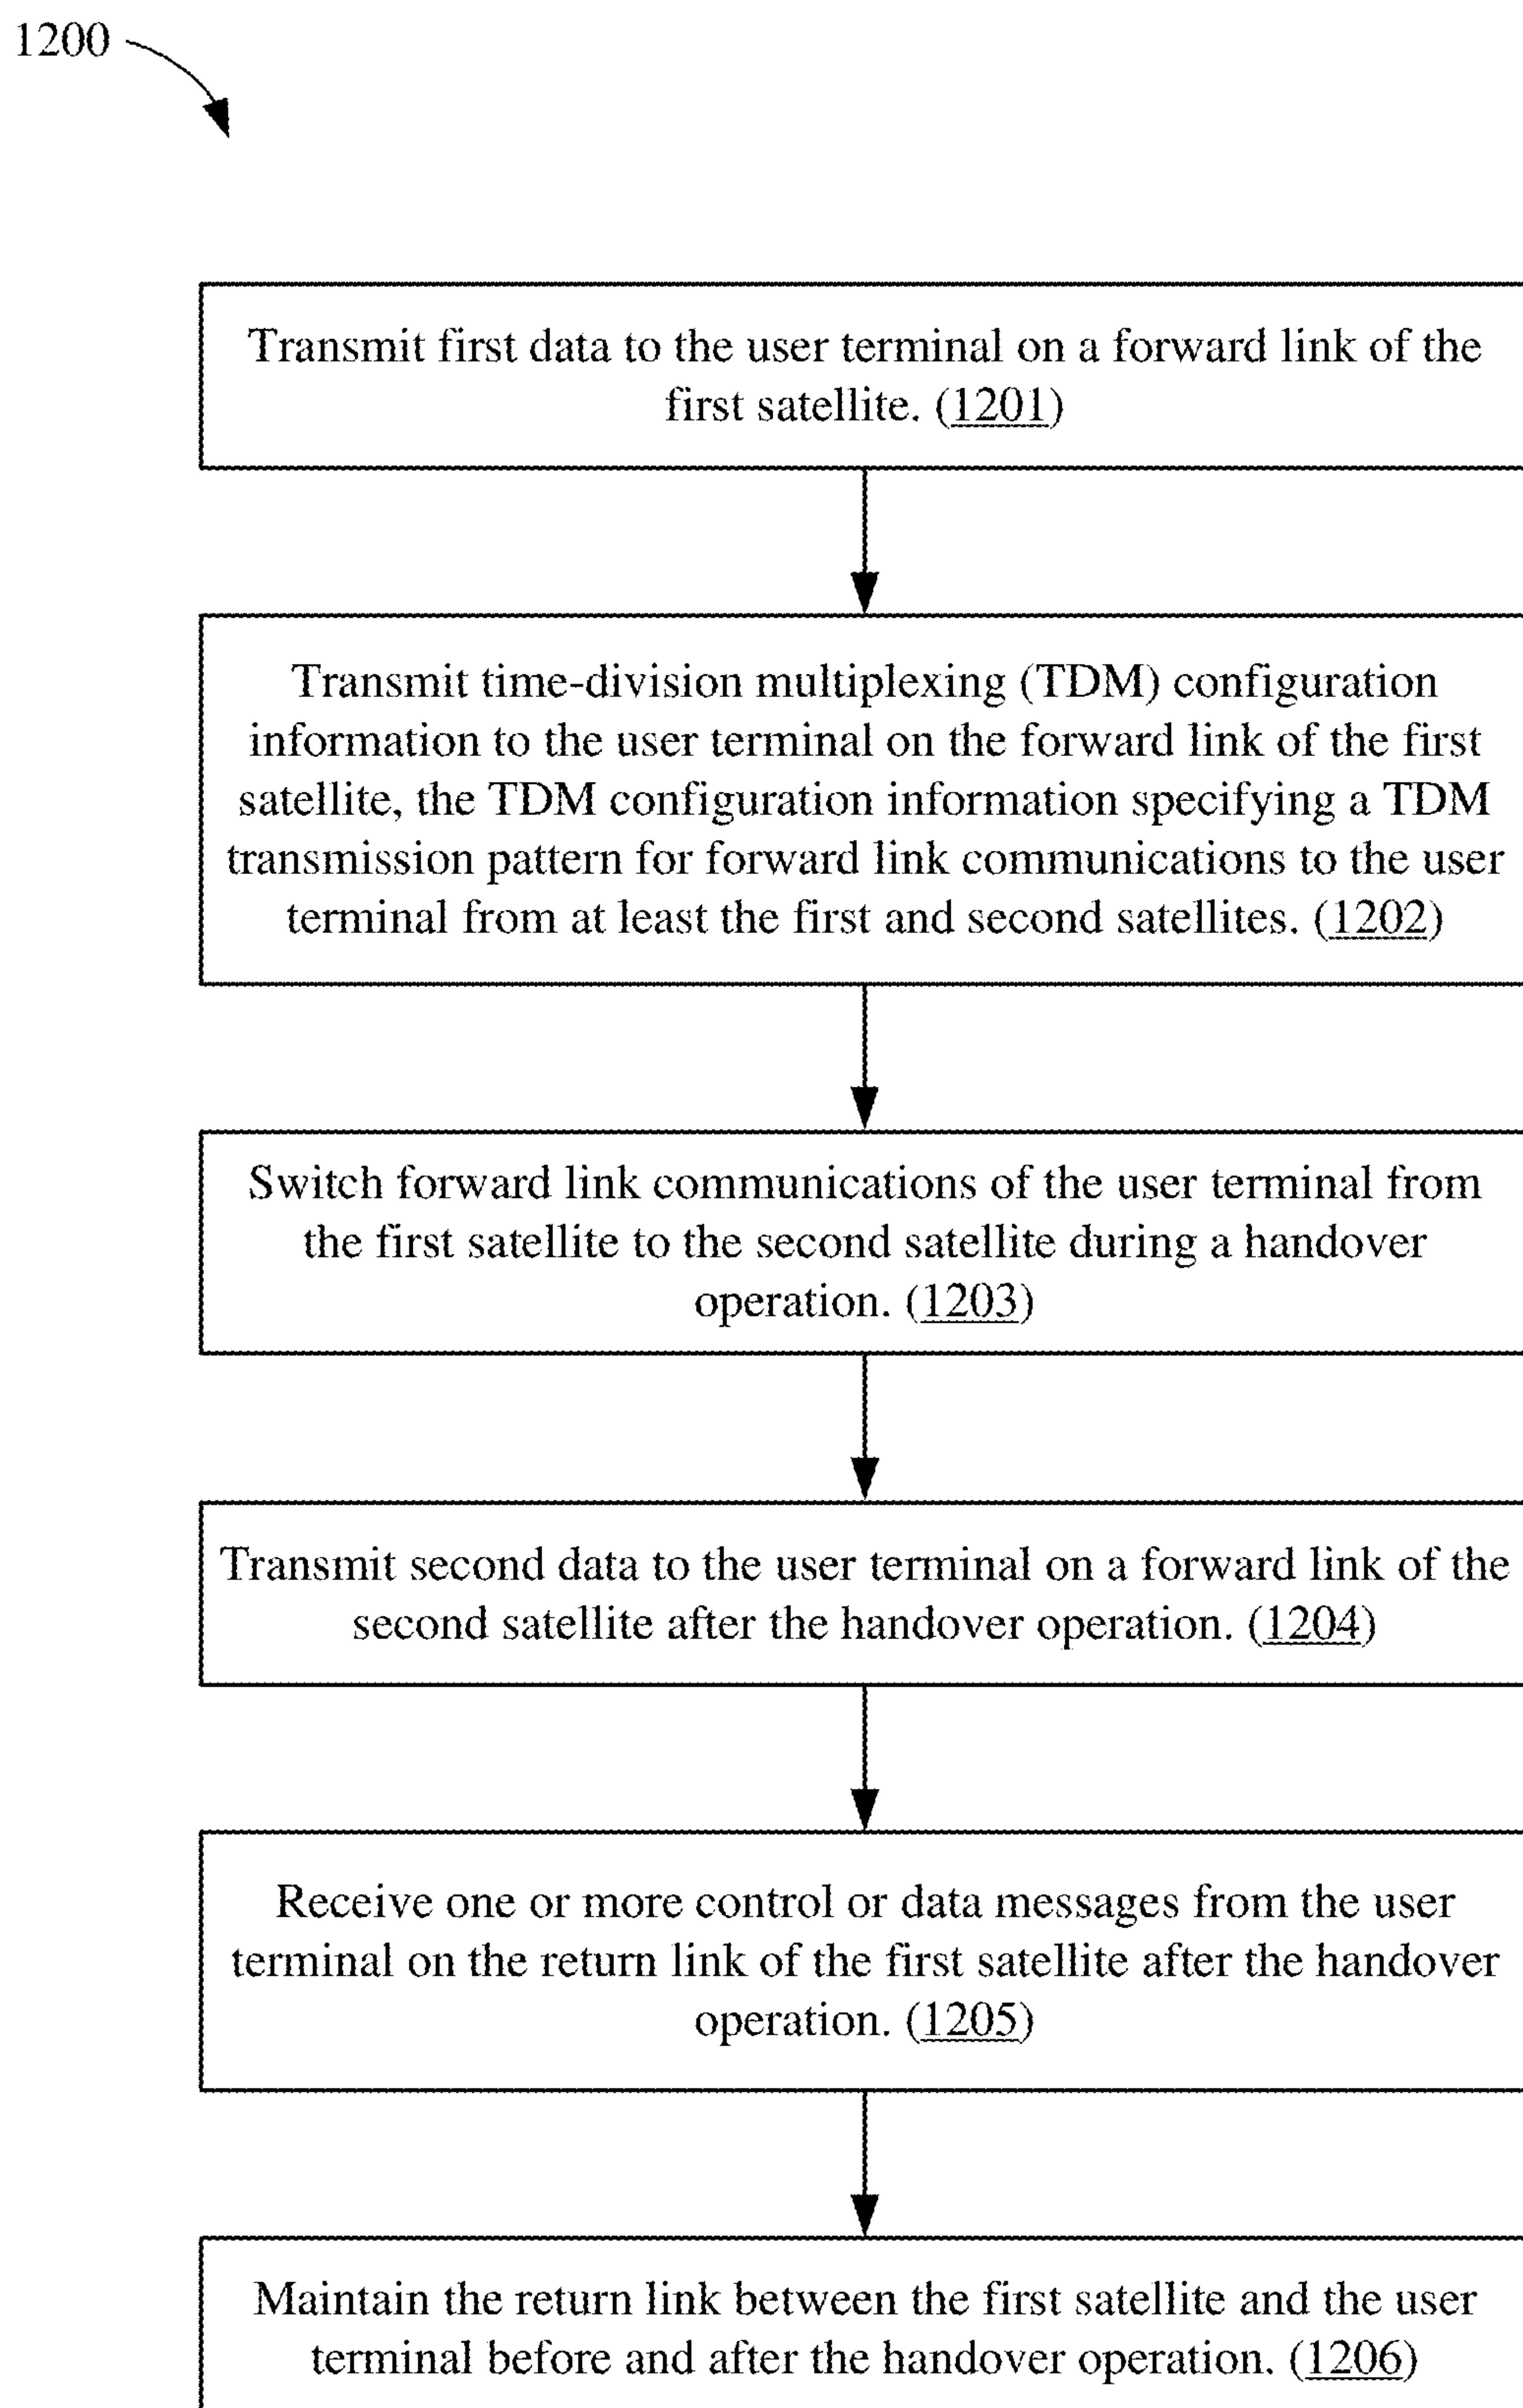 1200
Transmit first data to the user terminal on a forward link of the
first satellite. (1201)
Transmit time-division multiplexing (TDM) configuration
information to the user terminal on the forward link of the first
satellite, the TDM configuration information specifying a TDM
transmission pattern for forward link communications to the user
terminal from at least the first and second satellites. (1202)
Switch forward link communications of the user terminal from
the first satellite to the second satellite during a handover
operation. (1203)
Transmit second data to the user terminal on a forward link of the
second satellite after the handover operation. (1204)
Receive one or more control or data messages from the user
terminal on the return link of the first satellite after the handover
operation. (1205)
Maintain the return link between the first satellite and the user
terminal before and after the handover operation. (1206)